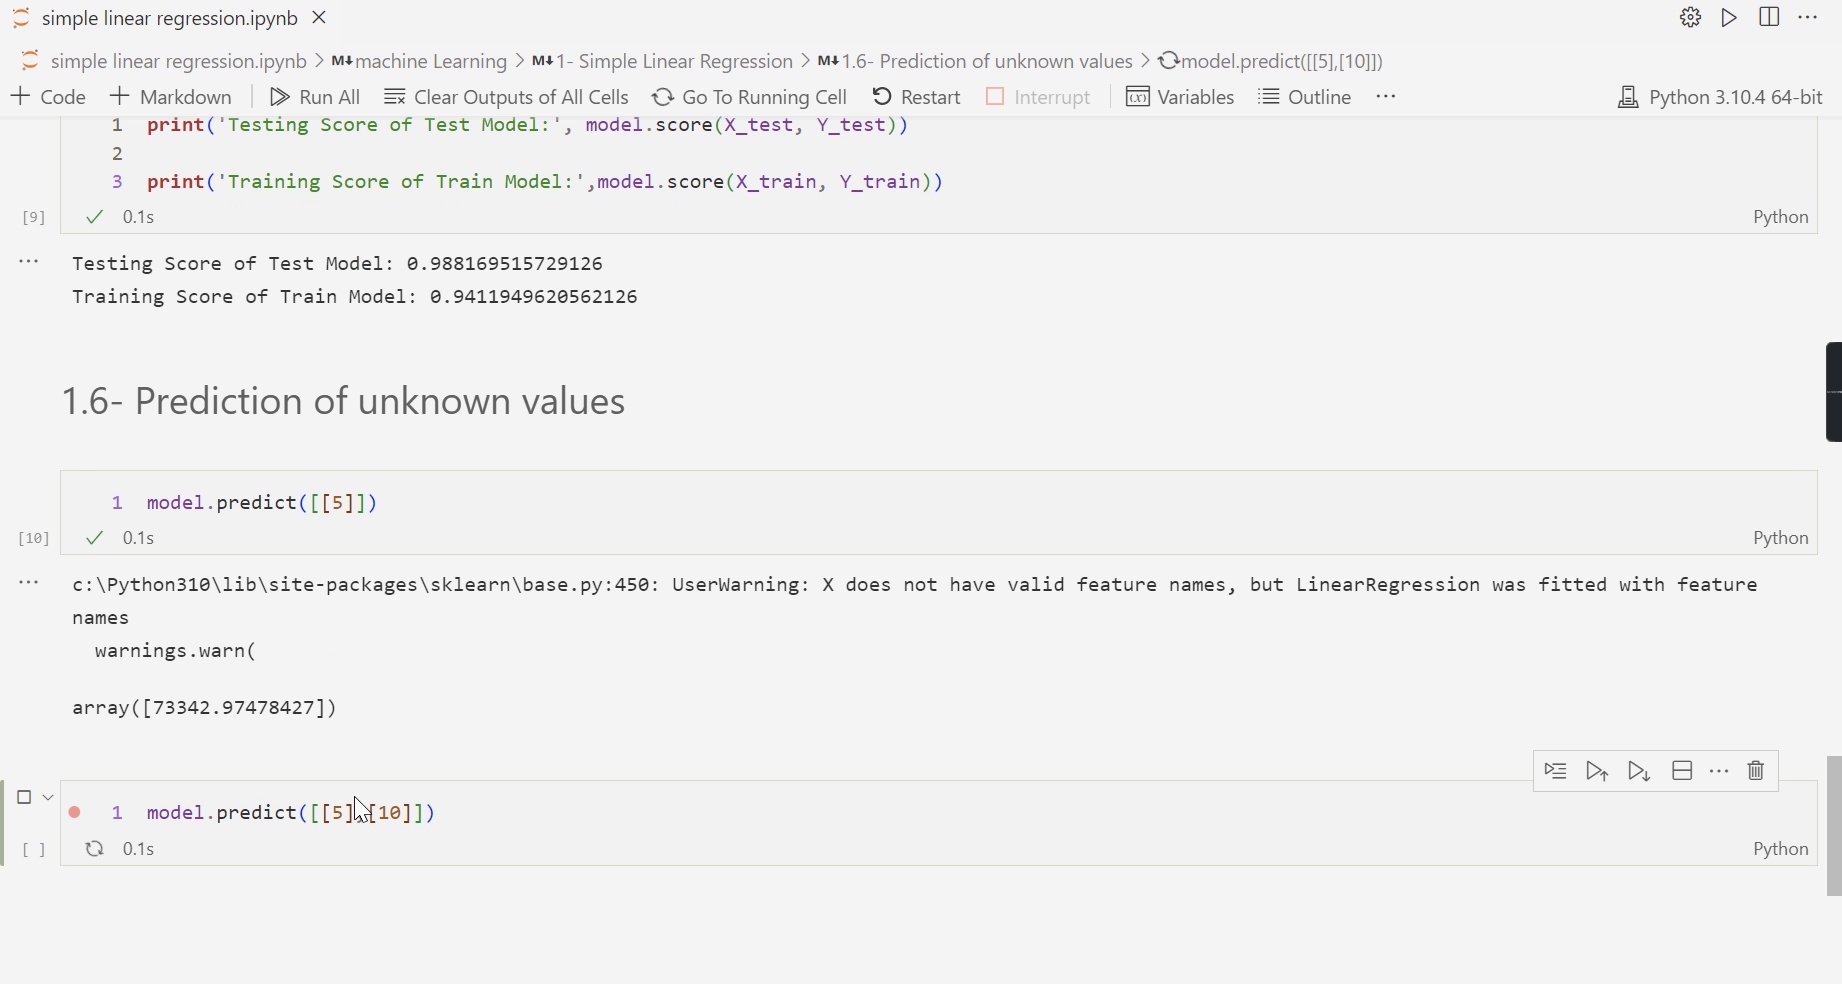 simple linear regression.ipynb
simple linear regression.ipynb > M↓machine Learning > M↓1- Simple Linear Regression > M↓1.6- Prediction of unknown values > model.predict([[5],[10]])
+ Code + Markdown Run All Clear Outputs of All Cells Go To Running Cell Restart Interrupt Variables Outline ... Python 3.10.4 64-bit
1 print('Testing Score of Test Model:', model.score(X_test, Y_test))
2
3 print('Training Score of Train Model:',model.score(X_train, Y_train))
[9] 0.1s Python
Testing Score of Test Model: 0.988169515729126
Training Score of Train Model: 0.9411949620562126
1.6- Prediction of unknown values
1 model.predict([[5]])
[10] 0.1s Python
c:\Python310\lib\site-packages\sklearn\base.py:450: UserWarning: X does not have valid feature names, but LinearRegression was fitted with feature
names
warnings.warn(
array([73342.97478427])
1 model.predict([[5],[10]])
[ ] 0.1s Python